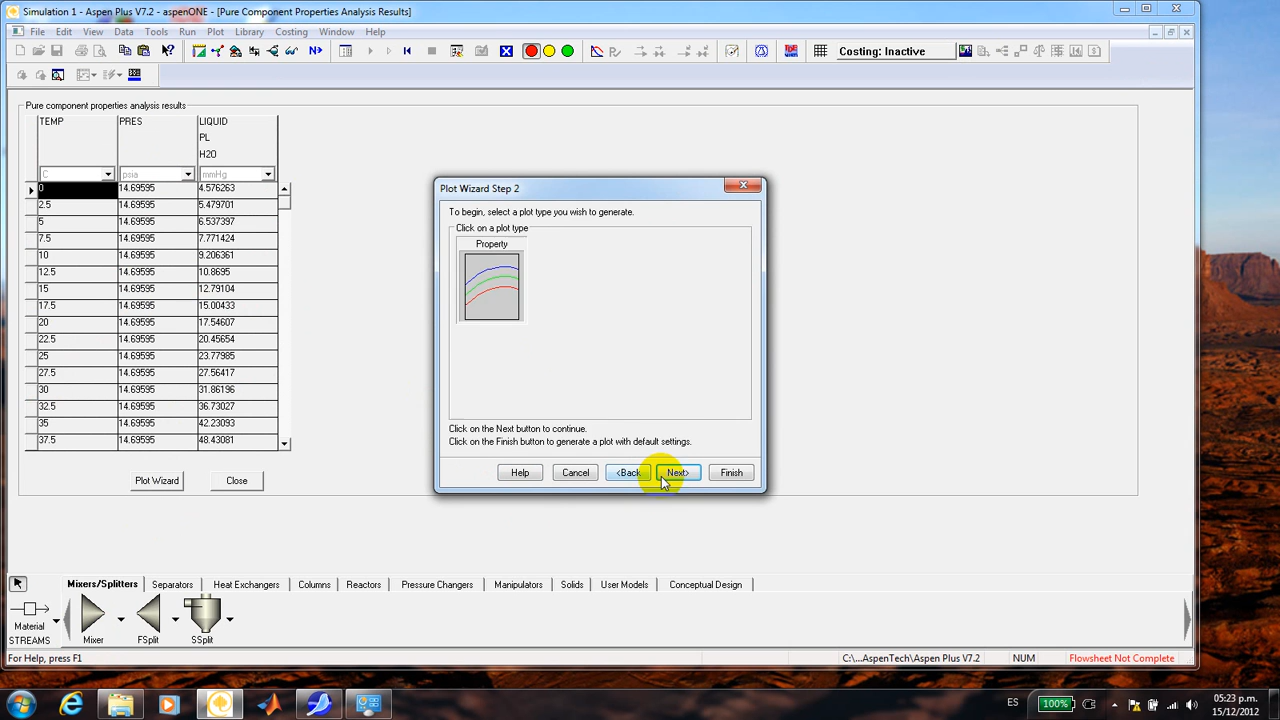 Simulation 1 - Aspen Plus V7.2 - aspenONE - [Pure Component Properties Analysis Results]
File Edit View Data Tools Run Plot Library Costing Window Help
N>
Costing: Inactive
Pure component properties analysis results
TEMP PRES LIQUID
PL
H2O
C psia mmHg
0 14.69595 4.576263
2.5 14.69595 5.479701
5 14.69595 6.537397
7.5 14.69595 7.771424
10 14.69595 9.206361
12.5 14.69595 10.8695
15 14.69595 12.79104
17.5 14.69595 15.00433
20 14.69595 17.54607
22.5 14.69595 20.45654
25 14.69595 23.77985
27.5 14.69595 27.56417
30 14.69595 31.86196
32.5 14.69595 36.73027
35 14.69595 42.23093
37.5 14.69595 48.43081
Plot Wizard Close
Plot Wizard Step 2
To begin, select a plot type you wish to generate.
Click on a plot type
Property
Click on the Next button to continue.
Click on the Finish button to generate a plot with default settings.
Help Cancel <Back Next> Finish
Mixers/Splitters Separators Heat Exchangers Columns Reactors Pressure Changers Manipulators Solids User Models Conceptual Design
Material
STREAMS
Mixer FSplit SSplit
For Help, press F1
C:\...AspenTech\Aspen Plus V7.2 NUM Flowsheet Not Complete
ES 100% 05:23 p.m.
15/12/2012